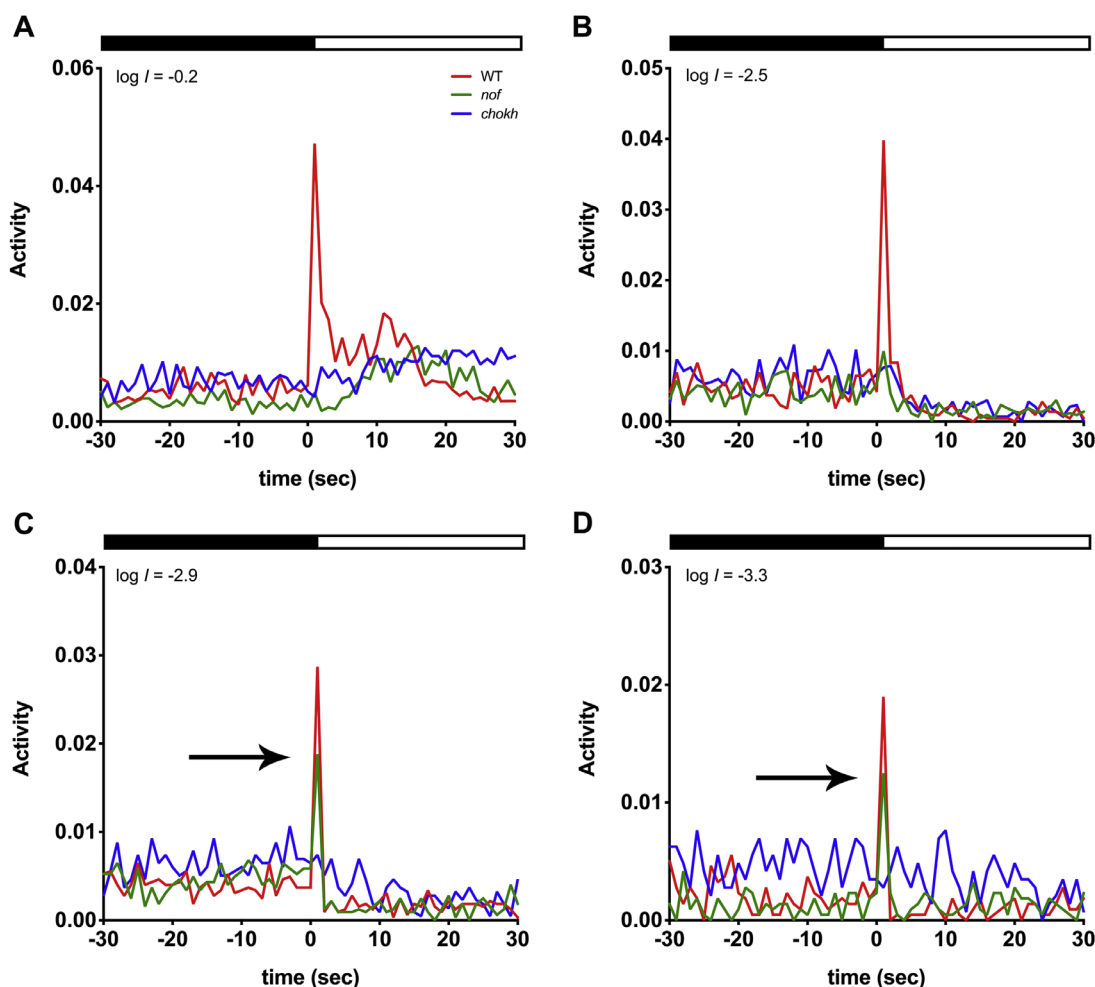 A
log I = -0.2
WT
nof
chokh
0.06
0.04
0.02
0.00
Activity
-30 -20 -10 0 10 20 30
time (sec)
B
log I = -2.5
0.05
0.04
0.03
0.02
0.01
0.00
Activity
-30 -20 -10 0 10 20 30
time (sec)
C
log I = -2.9
0.04
0.03
0.02
0.01
0.00
Activity
-30 -20 -10 0 10 20 30
time (sec)
D
log I = -3.3
0.03
0.02
0.01
0.00
Activity
-30 -20 -10 0 10 20 30
time (sec)